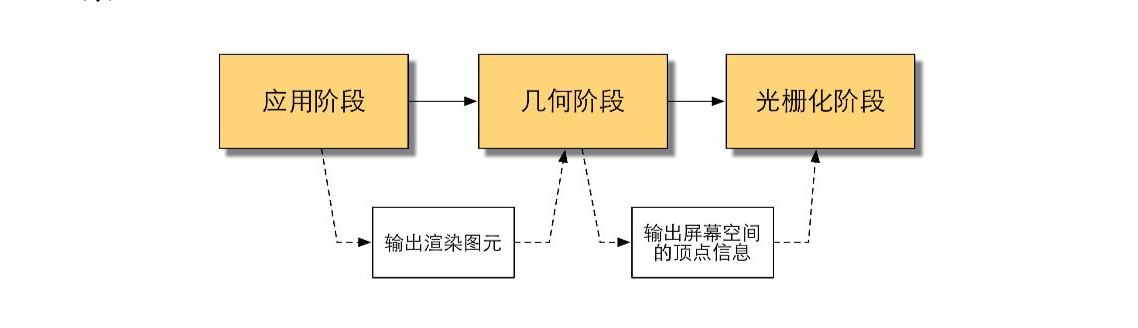 应用阶段
几何阶段
光栅化阶段
输出渲染图元
输出屏幕空间
的顶点信息